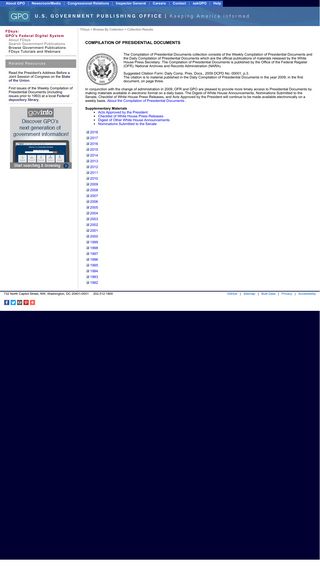 About GPO | Newsroom/Media | Congressional Relations | Inspector General | Careers | Contact | askGPO | Help
GPO U.S. GOVERNMENT PUBLISHING OFFICE | Keeping America Informed
FDsys > Browse By Collection > Collection Results
FDsys:
GPO's Federal Digital System
About FDsys
Search Government Publications
Browse Government Publications
FDsys Tutorials and Webinars
Related Resources
Read the President's Address Before a
Joint Session of Congress on the
State of the Union.
Find issues of the Weekly Compilation of
Presidential Documents (including
issues prior to 1993) at a local Federal
depository library.
govinfo
Discover GPO's
next generation of
government information!
Start searching at
COMPILATION OF PRESIDENTIAL DOCUMENTS
The Compilation of Presidential Documents collection consists of the Weekly Compilation of Presidential Documents and
the Daily Compilation of Presidential Documents which are the official publications of materials released by the White
House Press Secretary. The Compilation of Presidential Documents is published by the Office of the Federal Register
(OFR), National Archives and Records Administration (NARA).
Suggested Citation Form: Daily Comp. Pres. Docs., 2009 DCPD No. 00001, p.3.
The citation is to material published in the Daily Compilation of Presidential Documents in the year 2009, in the first
document, on page three.
In conjunction with the change of administration in 2009, OFR and GPO are pleased to provide more timely access to Presidential Documents by
making materials available in electronic format on a daily basis. The Digest of White House Announcements, Nominations Submitted to the
Senate, Checklist of White House Press Releases, and Acts Approved by the President will continue to be made available electronically on a
weekly basis. About the Compilation of Presidential Documents.
Supplementary Materials
Acts Approved by the President
Checklist of White House Press Releases
Digest of Other White House Announcements
Nominations Submitted to the Senate
2018
2017
2016
2015
2014
2013
2012
2011
2010
2009
2008
2007
2006
2005
2004
2003
2002
2001
2000
1999
1998
1997
1996
1995
1994
1993
1992
732 North Capitol Street, NW, Washington, DC 20401-0001 202.512.1800
| Sitemap | | Privacy | Accessibility